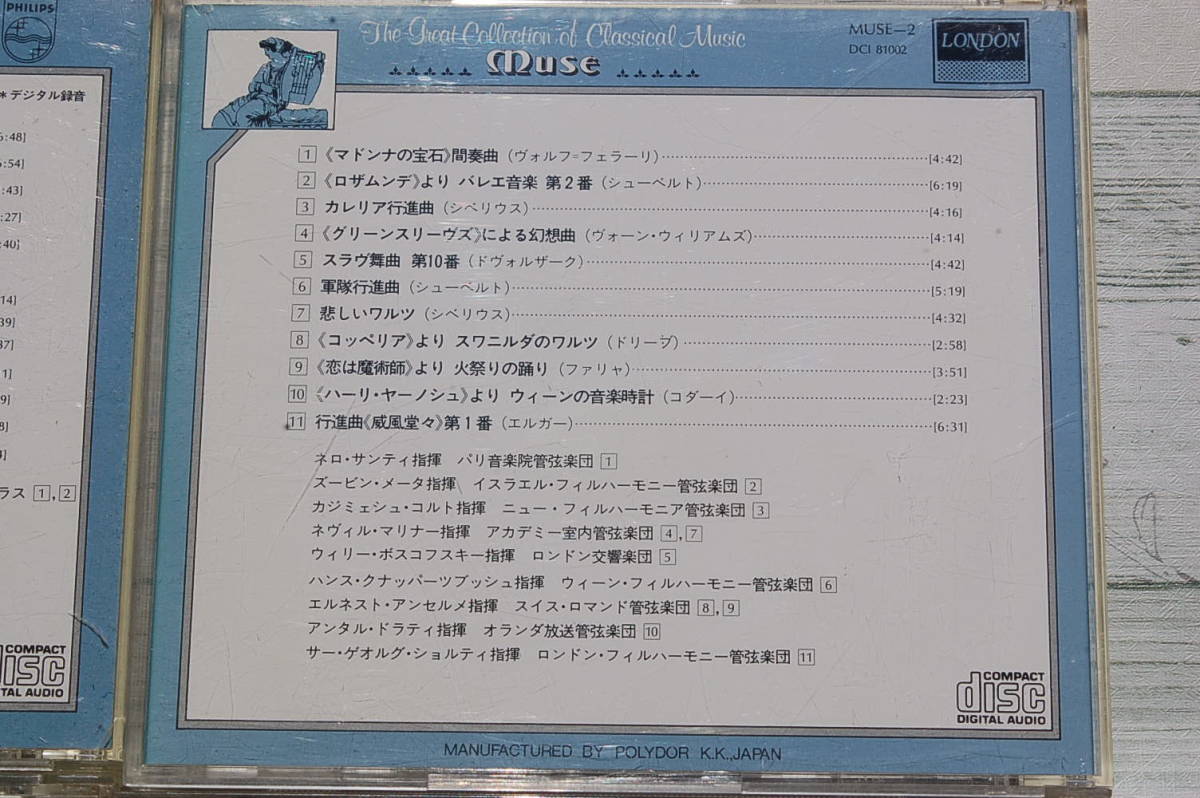 PHILIPS
*デジタル録音
:48]
:54]
:43]
:27]
:40]
14]
39]
37]
1]
9]
8]
4]
ラス 1,2
COMPACT
disc
DIGITAL AUDIO
The Great Collection of Classical Music
Muse
MUSE-2
DCI 81002
LONDON
1 《マドンナの宝石》間奏曲 (ヴォルフ=フェラーリ)……[4:42]
2 《ロザムンデ》より バレエ音楽 第2番 (シューベルト)……[6:19]
3 カレリア行進曲 (シベリウス)……[4:16]
4 《グリーンスリーヴズ》による幻想曲 (ヴォーン・ウィリアムズ)……[4:14]
5 スラヴ舞曲 第10番 (ドヴォルザーク)……[4:42]
6 軍隊行進曲 (シューベルト)……[5:19]
7 悲しいワルツ (シベリウス)……[4:32]
8 《コッペリア》より スワニルダのワルツ (ドリーブ)……[2:58]
9 《恋は魔術師》より 火祭りの踊り (ファリャ)……[3:51]
10 《ハーリ・ヤーノシュ》より ウィーンの音楽時計 (コダーイ)……[2:23]
11 行進曲《威風堂々》第1番 (エルガー)……[6:31]
ネロ・サンティ指揮 パリ音楽院管弦楽団 1
ズービン・メータ指揮 イスラエル・フィルハーモニー管弦楽団 2
カジミェシュ・コルト指揮 ニュー・フィルハーモニア管弦楽団 3
ネヴィル・マリナー指揮 アカデミー室内管弦楽団 4,7
ウィリー・ボスコフスキー指揮 ロンドン交響楽団 5
ハンス・クナッパーツブッシュ指揮 ウィーン・フィルハーモニー管弦楽団 6
エルネスト・アンセルメ指揮 スイス・ロマンド管弦楽団 8,9
アンタル・ドラティ指揮 オランダ放送管弦楽団 10
サー・ゲオルグ・ショルティ指揮 ロンドン・フィルハーモニー管弦楽団 11
COMPACT
disc
DIGITAL AUDIO
MANUFACTURED BY POLYDOR K.K.,JAPAN